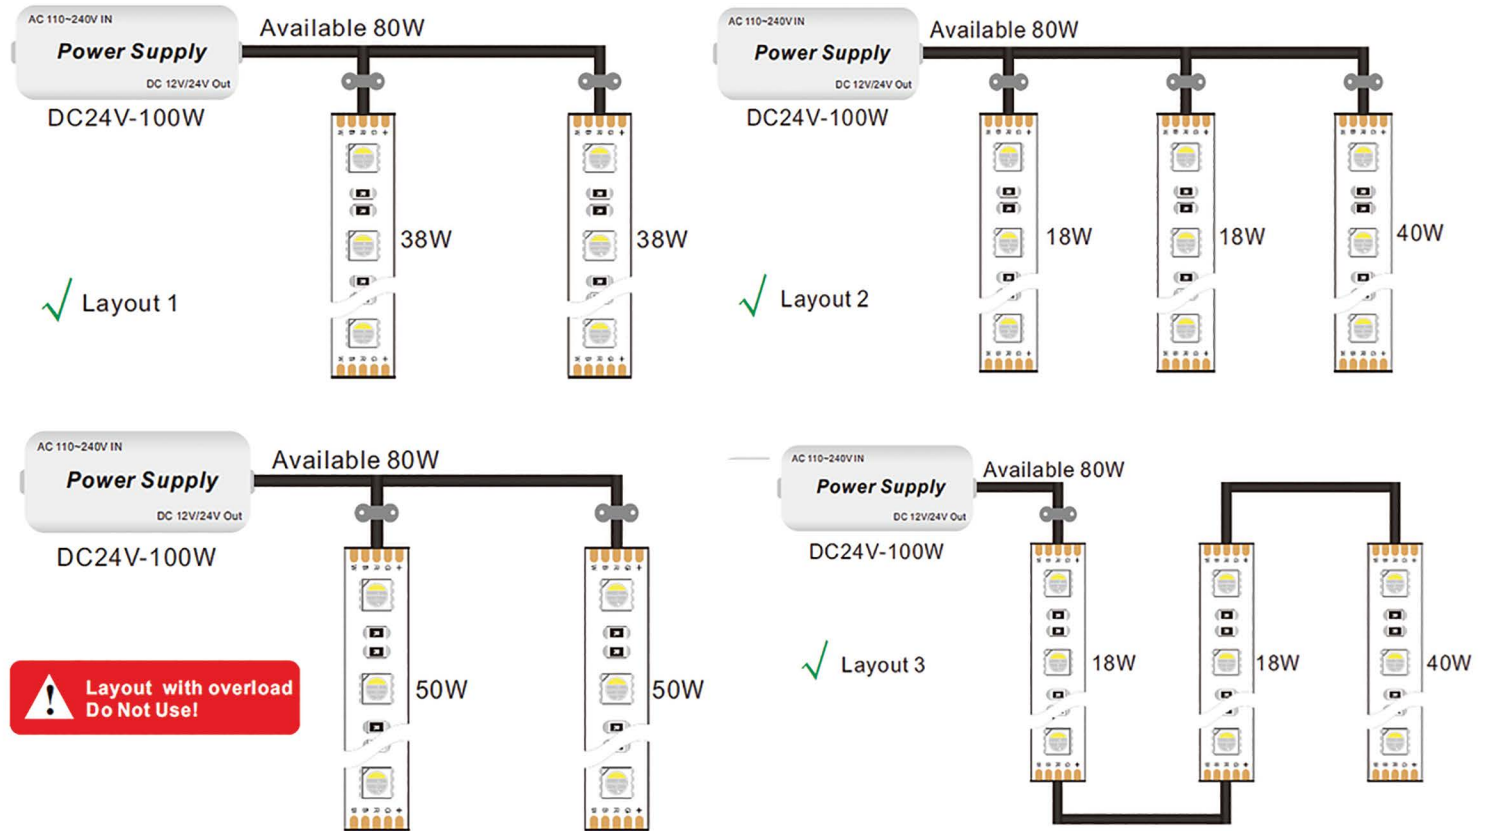 AC 110~240V IN
Power Supply
DC 12V/24V Out
Available 80W
DC24V-100W
38W
38W
Layout 1
AC 110~240V IN
Power Supply
DC 12V/24V Out
Available 80W
DC24V-100W
18W
18W
40W
Layout 2
AC 110~240V IN
Power Supply
DC 12V/24V Out
Available 80W
DC24V-100W
50W
50W
Layout with overload
Do Not Use!
AC 110~240V IN
Power Supply
DC 12V/24V Out
Available 80W
DC24V-100W
18W
18W
40W
Layout 3